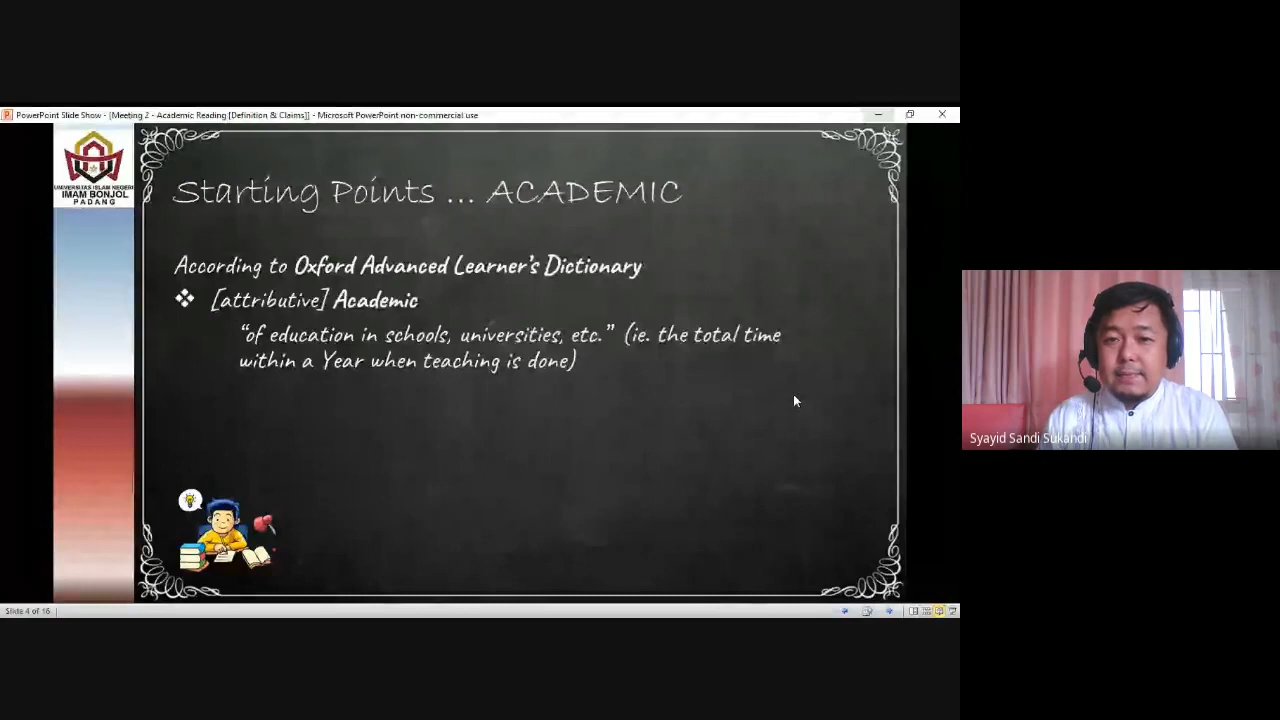 PowerPoint Slide Show - [Meeting 2 - Academic Reading [Definition & Claims]] - Microsoft PowerPoint non-commercial use
UNIVERSITAS ISLAM NEGERI
IMAM BONJOL
PADANG
Starting Points ... ACADEMIC
According to Oxford Advanced Learner's Dictionary
❖ [attributive] Academic
“of education in schools, universities, etc.” (ie. the total time
within a Year when teaching is done)
Syayid Sandi Sukandi
Slide 4 of 16